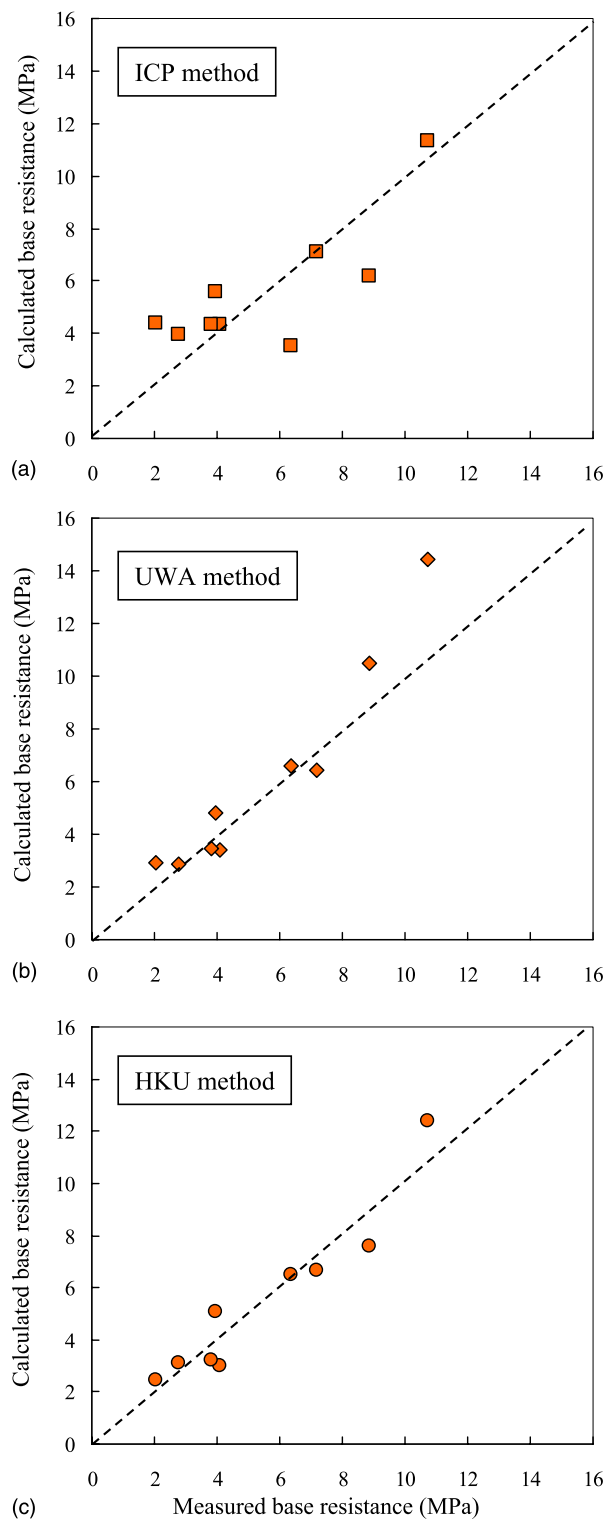 16
14
12
10
8
6
4
2
0
Calculated base resistance (MPa)
ICP method
(a)
0 2 4 6 8 10 12 14 16
16
14
12
10
8
6
4
2
0
Calculated base resistance (MPa)
UWA method
(b)
0 2 4 6 8 10 12 14 16
16
14
12
10
8
6
4
2
0
Calculated base resistance (MPa)
HKU method
0 2 4 6 8 10 12 14 16
(c)
Measured base resistance (MPa)